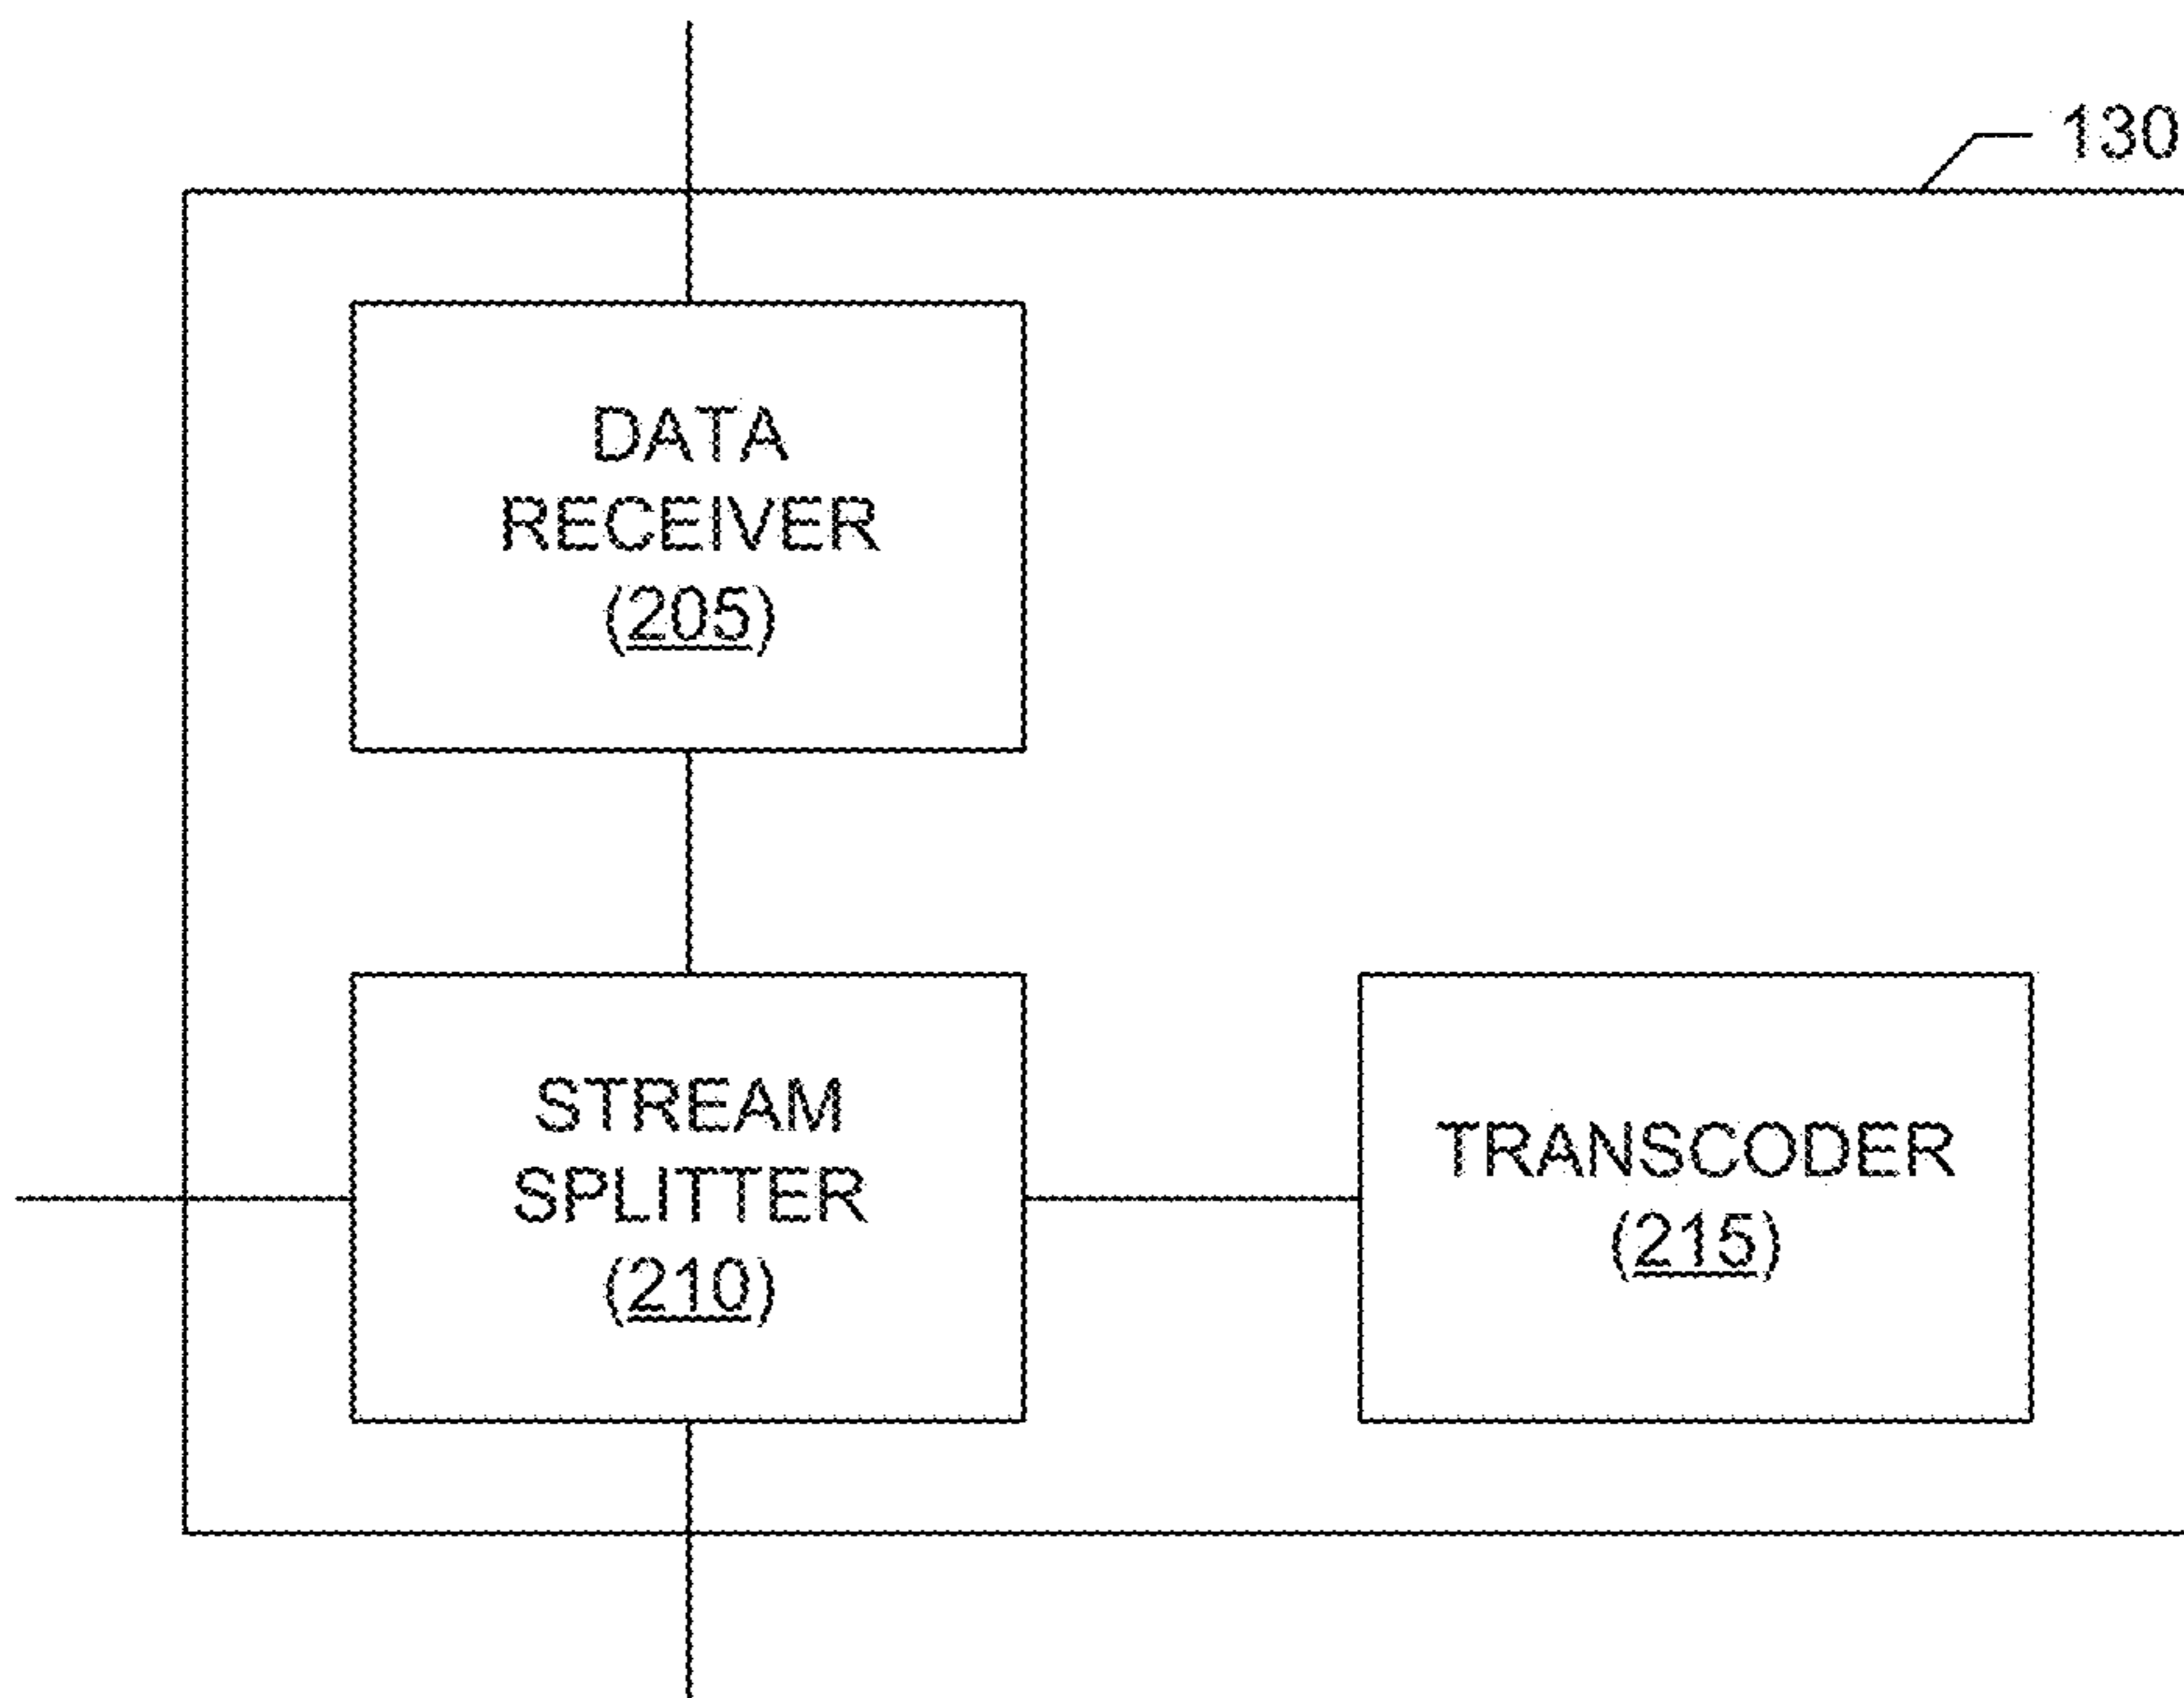 130
DATA
RECEIVER
(205)
STREAM
SPLITTER
(210)
TRANSCODER
(215)